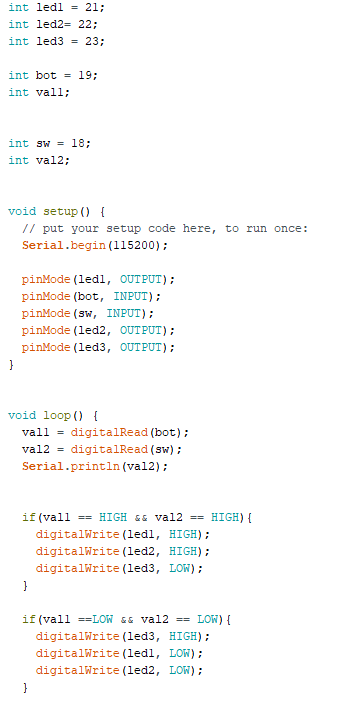 int led1 = 21;
int led2= 22;
int led3 = 23;
int bot = 19;
int val1;
int sw = 18;
int val2;
void setup() {
// put your setup code here, to run once:
Serial.begin(115200);
pinMode(led1, OUTPUT);
pinMode(bot, INPUT);
pinMode(sw, INPUT);
pinMode(led2, OUTPUT);
pinMode(led3, OUTPUT);
}
void loop() {
val1 = digitalRead(bot);
val2 = digitalRead(sw);
Serial.println(val2);
if(val1 == HIGH && val2 == HIGH){
digitalWrite(led1, HIGH);
digitalWrite(led2, HIGH);
digitalWrite(led3, LOW);
}
if(val1 ==LOW && val2 == LOW){
digitalWrite(led3, HIGH);
digitalWrite(led1, LOW);
digitalWrite(led2, LOW);
}